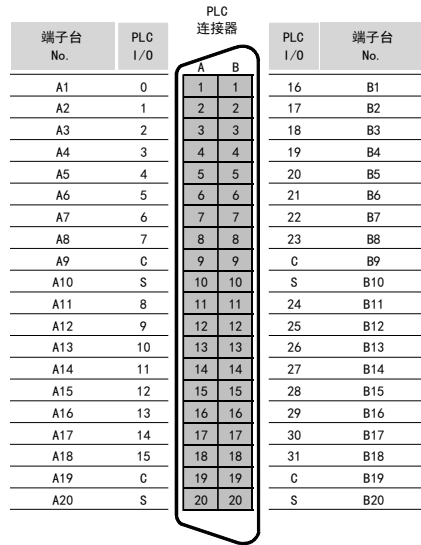 PLC
连接器
端子台 PLC PLC 端子台
No. I/O I/O No.
A B
A1 0 1 1 16 B1
A2 1 2 2 17 B2
A3 2 3 3 18 B3
A4 3 4 4 19 B4
A5 4 5 5 20 B5
A6 5 6 6 21 B6
A7 6 7 7 22 B7
A8 7 8 8 23 B8
A9 C 9 9 C B9
A10 S 10 10 S B10
A11 8 11 11 24 B11
A12 9 12 12 25 B12
A13 10 13 13 26 B13
A14 11 14 14 27 B14
A15 12 15 15 28 B15
A16 13 16 16 29 B16
A17 14 17 17 30 B17
A18 15 18 18 31 B18
A19 C 19 19 C B19
A20 S 20 20 S B20